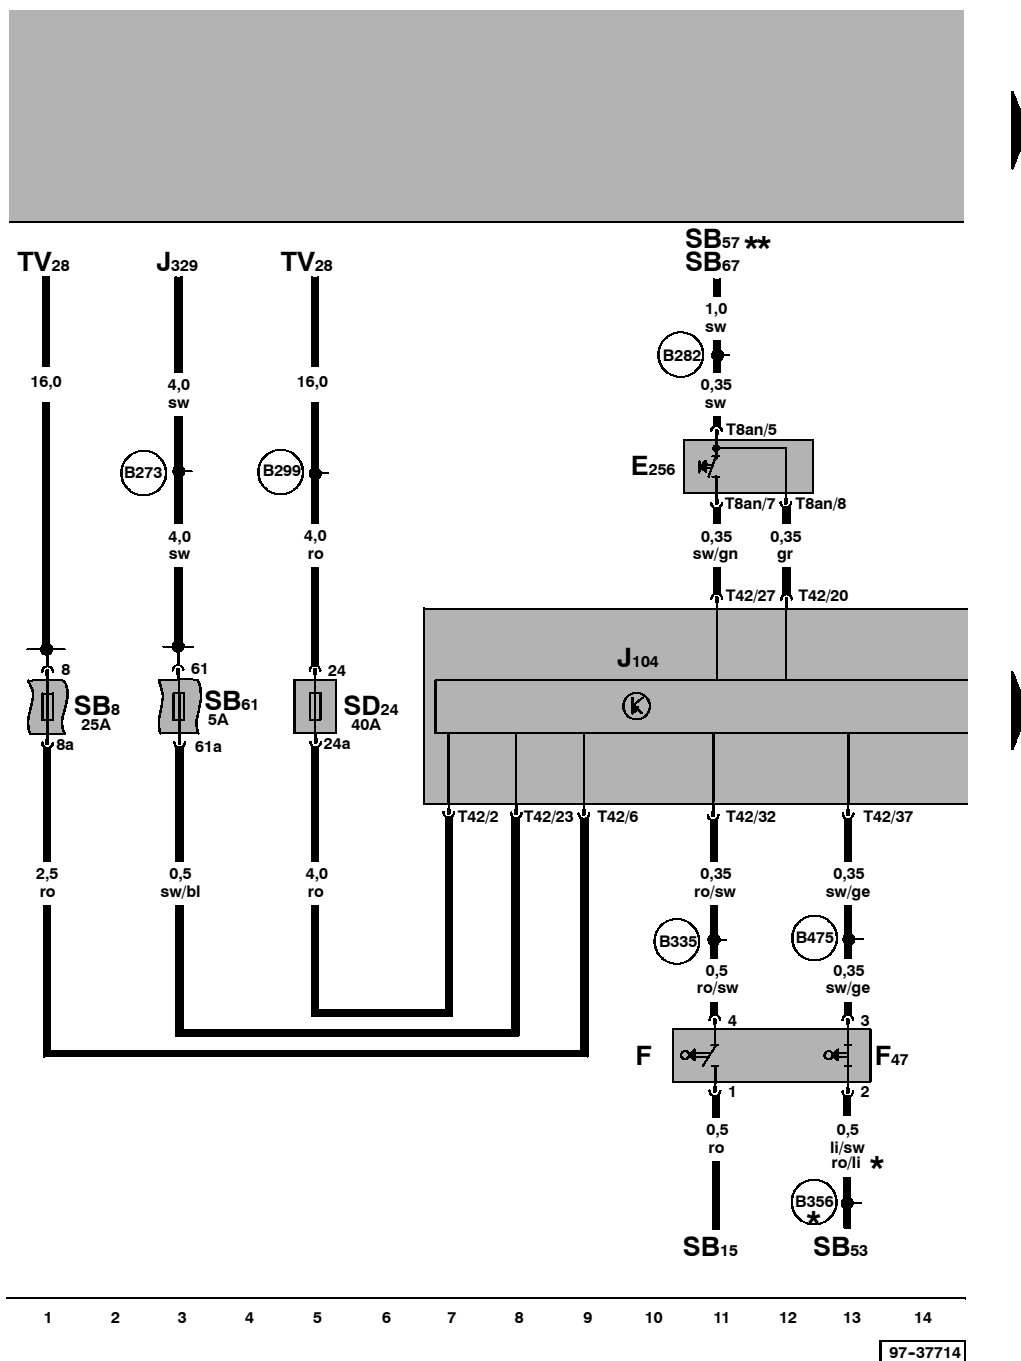 SB57 **
SB67
TV28
J329
TV28
1,0
sw
B282
16,0
4,0
sw
16,0
0,35
sw
T8an/5
B273
B299
E256
T8an/7
T8an/8
4,0
sw
4,0
ro
0,35
sw/gn
0,35
gr
T42/27
T42/20
J104
8
61
24
SB8
25A
SB61
5A
SD24
40A
K
8a
61a
24a
T42/2
T42/23
T42/6
T42/32
T42/37
2,5
ro
0,5
sw/bl
4,0
ro
0,35
ro/sw
0,35
sw/ge
B335
B475
0,5
ro/sw
0,35
sw/ge
4
3
F
F47
1
2
0,5
ro
0,5
li/sw
ro/li *
B356
*
SB15
SB53
1 2 3 4 5 6 7 8 9 10 11 12 13 14
97-37714